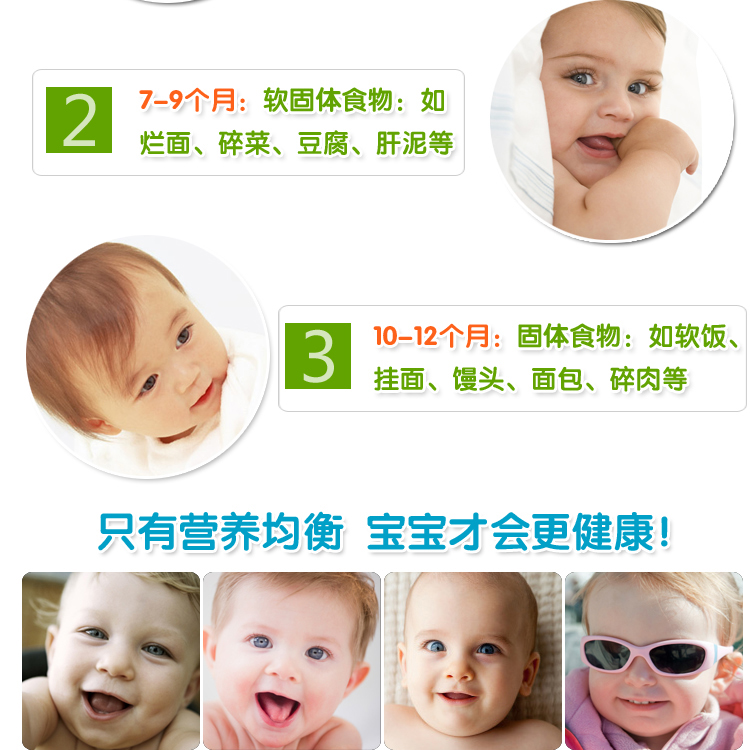 2
7-9个月：软固体食物：如
烂面、碎菜、豆腐、肝泥等
3
10-12个月：固体食物：如软饭、
挂面、馒头、面包、碎肉等
只有营养均衡 宝宝才会更健康！